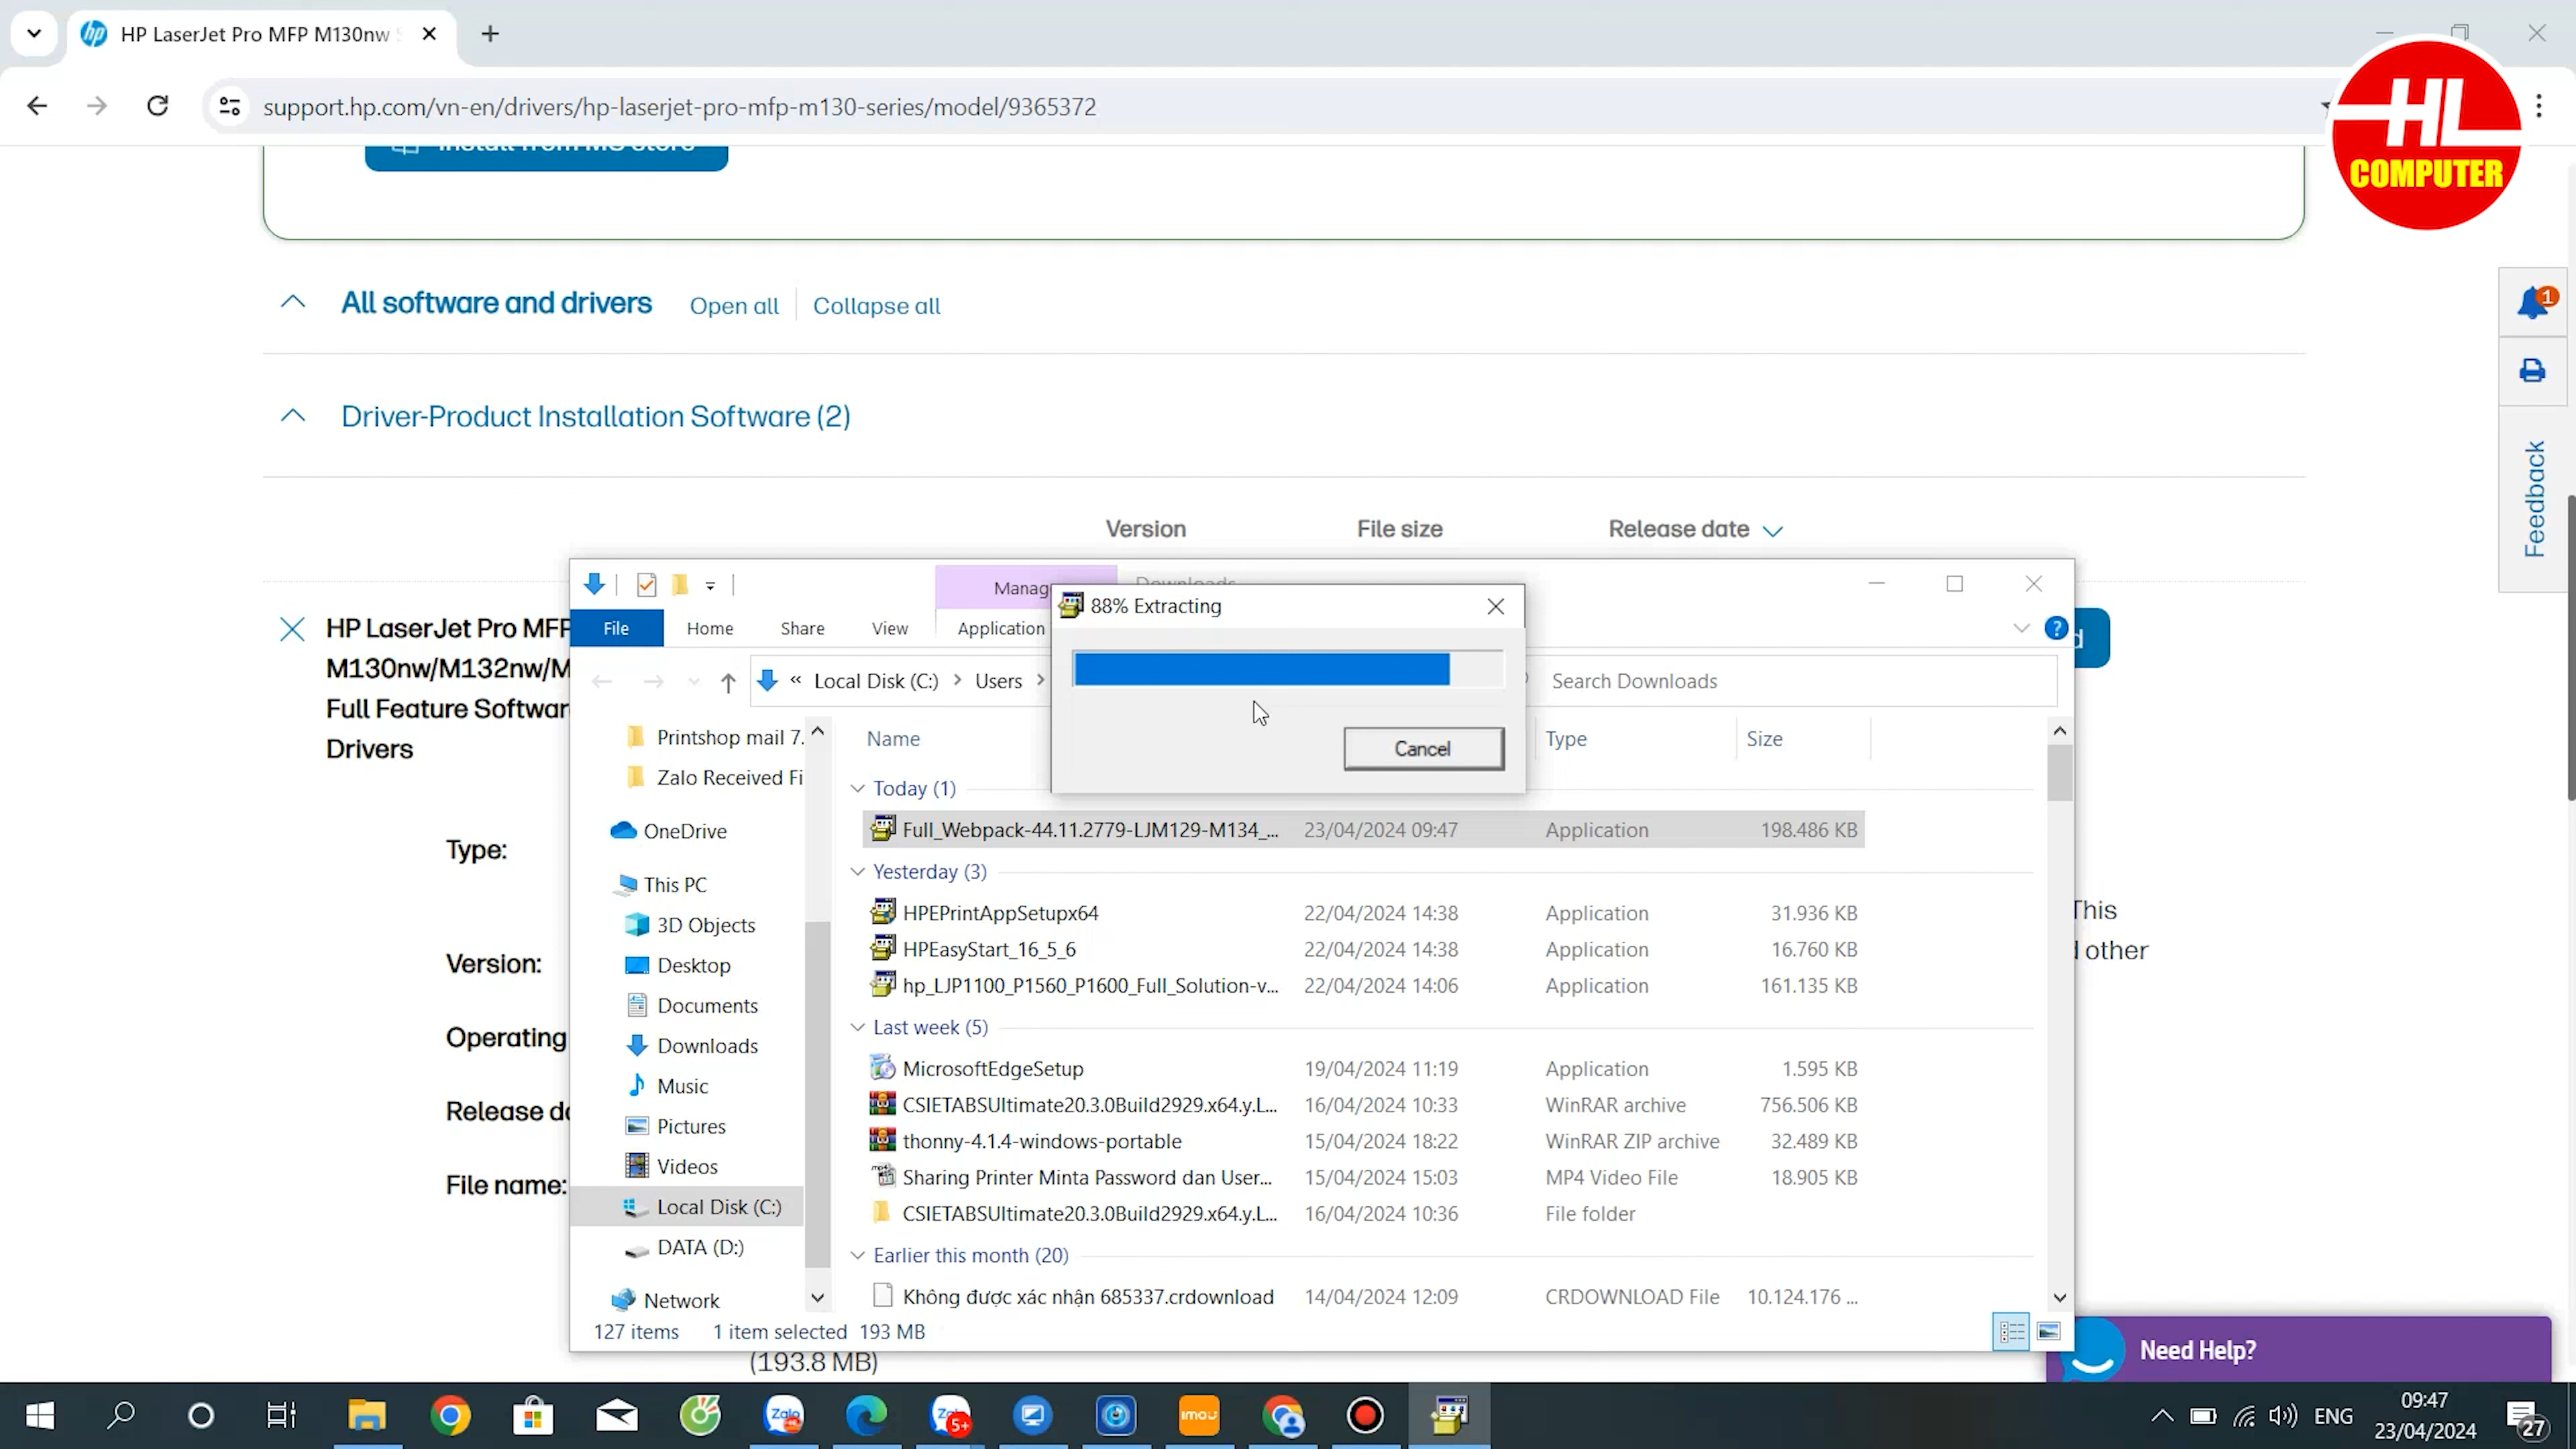 HP LaserJet Pro MFP M130nw
support.hp.com/vn-en/drivers/hp-laserjet-pro-mfp-m130-series/model/9365372
HL
COMPUTER
Install from MS Store
All software and drivers Open all Collapse all
1
Driver-Product Installation Software (2)
Feedback
Version File size Release date
HP LaserJet Pro MFP
M130nw/M132nw/M
Full Feature Softwar
Drivers
Type:
Version:
Operating
Release da
File name:
(193.8 MB)
This
other
Manag
Downloads
File Home Share View Application
« Local Disk (C:) > Users > Search Downloads
88% Extracting
Cancel
Printshop mail 7.
Zalo Received Fi
OneDrive
This PC
3D Objects
Desktop
Documents
Downloads
Music
Pictures
Videos
Local Disk (C:)
DATA (D:)
Network
Name Type Size
Today (1)
Full_Webpack-44.11.2779-LJM129-M134_... 23/04/2024 09:47 Application 198.486 KB
Yesterday (3)
HPEPrintAppSetupx64 22/04/2024 14:38 Application 31.936 KB
HPEasyStart_16_5_6 22/04/2024 14:38 Application 16.760 KB
hp_LJP1100_P1560_P1600_Full_Solution-v... 22/04/2024 14:06 Application 161.135 KB
Last week (5)
MicrosoftEdgeSetup 19/04/2024 11:19 Application 1.595 KB
CSIETABSUltimate20.3.0Build2929.x64.y.L... 16/04/2024 10:33 WinRAR archive 756.506 KB
thonny-4.1.4-windows-portable 15/04/2024 18:22 WinRAR ZIP archive 32.489 KB
Sharing Printer Minta Password dan User... 15/04/2024 15:03 MP4 Video File 18.905 KB
CSIETABSUltimate20.3.0Build2929.x64.y.L... 16/04/2024 10:36 File folder
Earlier this month (20)
Không được xác nhận 685337.crdownload 14/04/2024 12:09 CRDOWNLOAD File 10.124.176 ...
127 items 1 item selected 193 MB
Need Help?
Zalo
5+
imou
ENG
09:47
23/04/2024
27